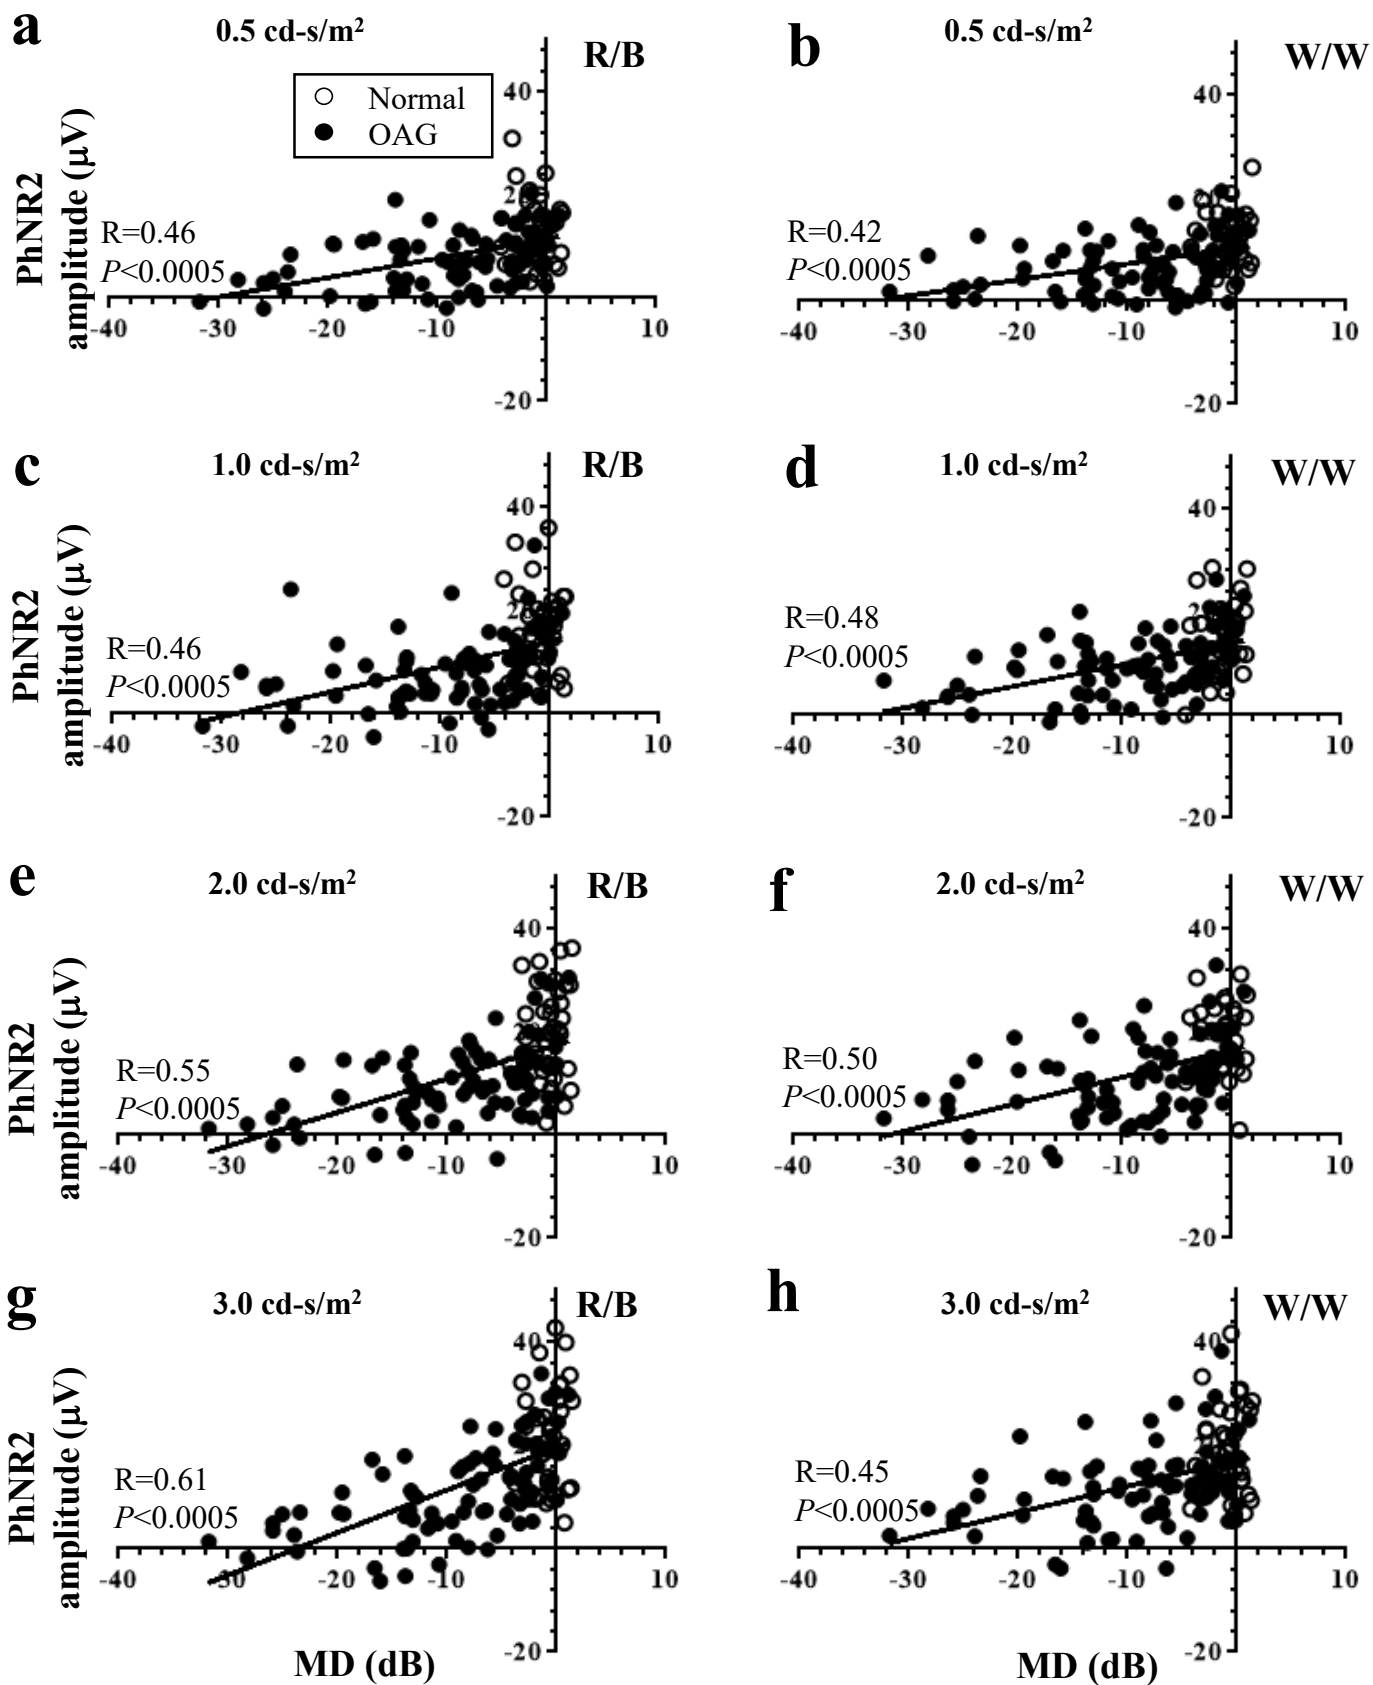 a
0.5 cd-s/m²
R/B
Normal
OAG
PhNR2
amplitude (μV)
R=0.46
P<0.0005
40
-20
-40
-30
-20
-10
10
b
0.5 cd-s/m²
W/W
R=0.42
P<0.0005
40
-20
-40
-30
-20
-10
10
c
1.0 cd-s/m²
R/B
PhNR2
amplitude (μV)
R=0.46
P<0.0005
40
-20
-40
-30
-20
-10
10
d
1.0 cd-s/m²
W/W
R=0.48
P<0.0005
40
-20
-40
-30
-20
-10
10
e
2.0 cd-s/m²
R/B
PhNR2
amplitude (μV)
R=0.55
P<0.0005
40
-20
-40
-30
-20
-10
10
f
2.0 cd-s/m²
W/W
R=0.50
P<0.0005
40
-20
-40
-30
-20
-10
10
g
3.0 cd-s/m²
R/B
PhNR2
amplitude (μV)
R=0.61
P<0.0005
40
-40
-30
-20
-10
10
-20
MD (dB)
h
3.0 cd-s/m²
W/W
R=0.45
P<0.0005
40
-40
-30
-20
-10
10
-20
MD (dB)